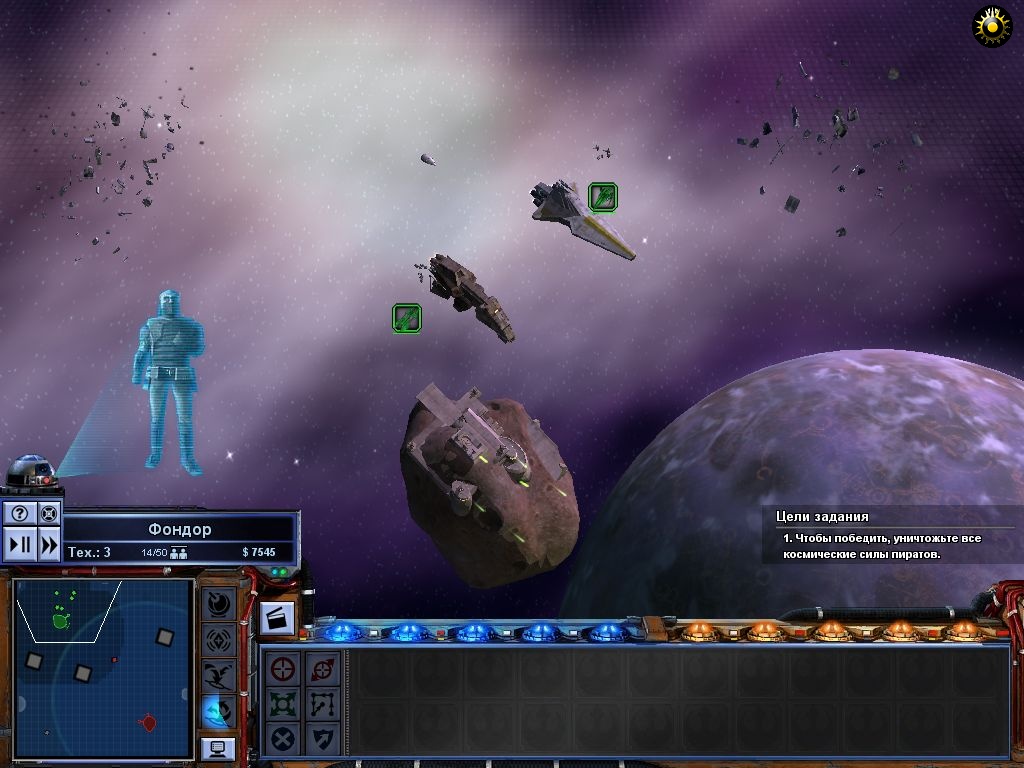 Фондор
Тех.: 3 14/50 $ 7545
Цели задания
1. Чтобы победить, уничтожьте все
космические силы пиратов.
?